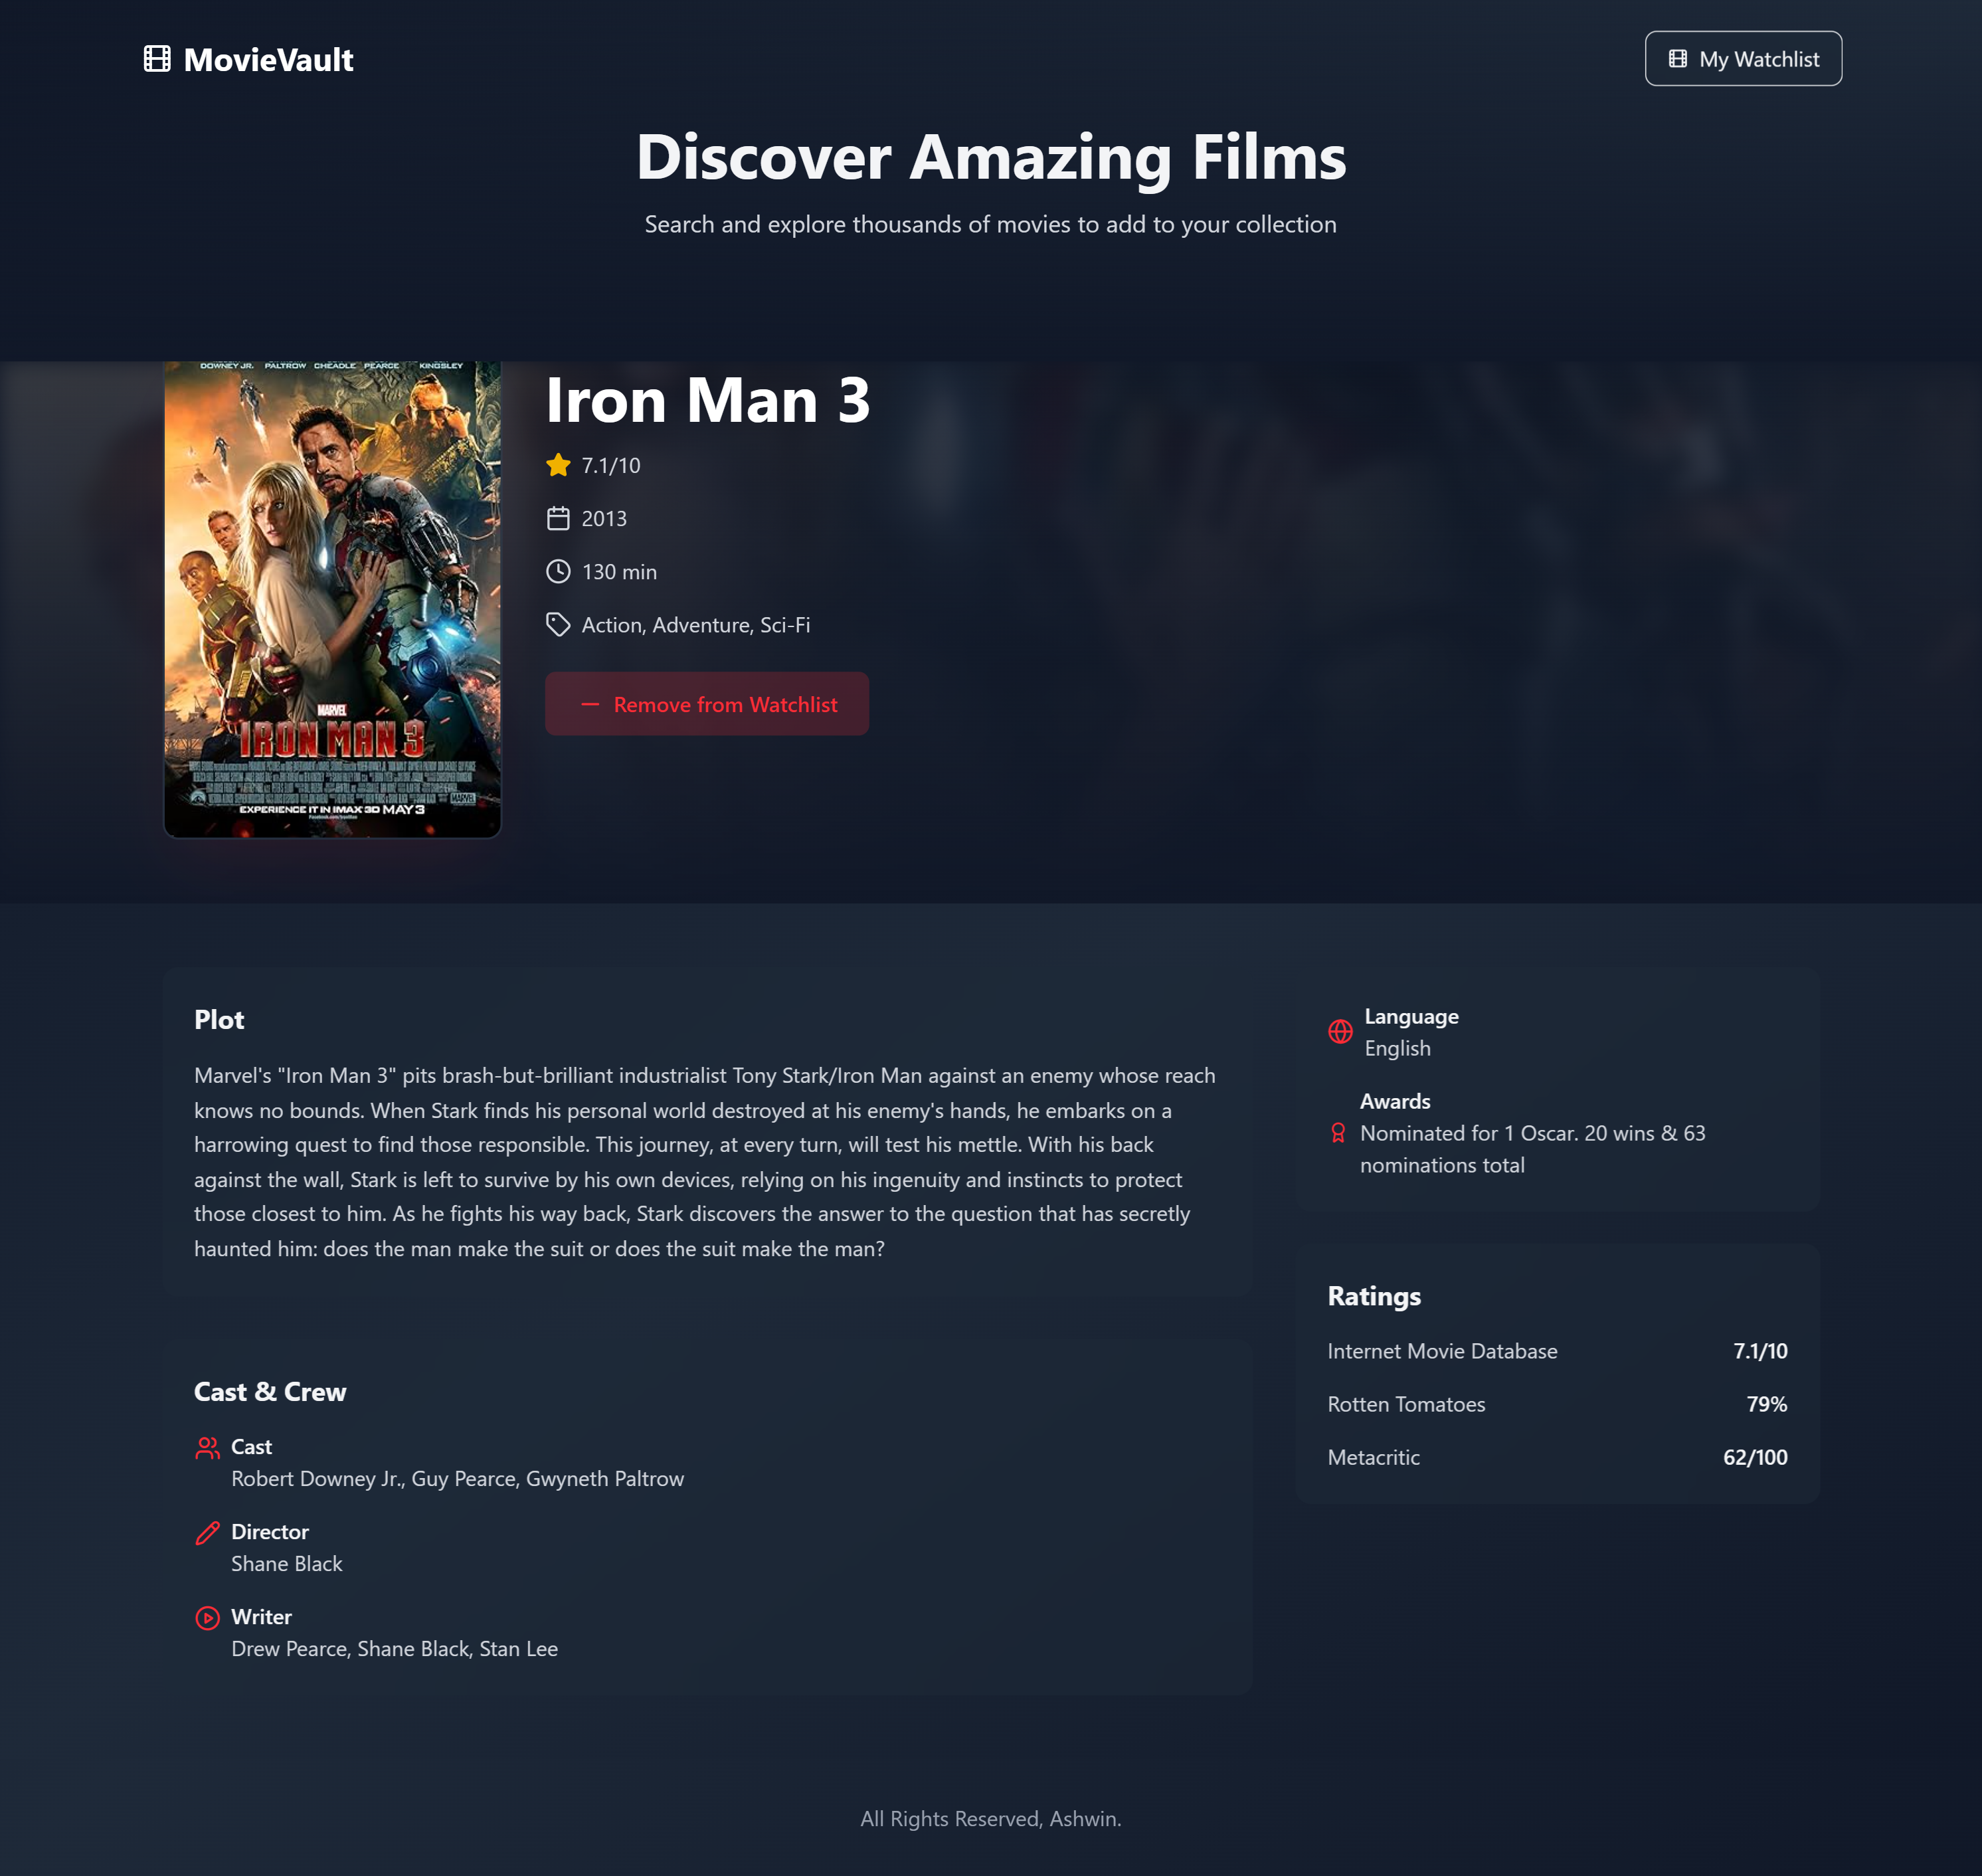 MovieVault
My Watchlist
Discover Amazing Films
Search and explore thousands of movies to add to your collection
DOWNEY JR. PALTROW CHEADLE PEARCE KINGSLEY
Iron Man 3
7.1/10
2013
130 min
Action, Adventure, Sci-Fi
Remove from Watchlist
MARVEL
IRON MAN 3
MARVEL
EXPERIENCE IT IN IMAX 3D MAY 3
Plot
Marvel's "Iron Man 3" pits brash-but-brilliant industrialist Tony Stark/Iron Man against an enemy whose reach
knows no bounds. When Stark finds his personal world destroyed at his enemy's hands, he embarks on a
harrowing quest to find those responsible. This journey, at every turn, will test his mettle. With his back
against the wall, Stark is left to survive by his own devices, relying on his ingenuity and instincts to protect
those closest to him. As he fights his way back, Stark discovers the answer to the question that has secretly
haunted him: does the man make the suit or does the suit make the man?
Cast & Crew
Cast
Robert Downey Jr., Guy Pearce, Gwyneth Paltrow
Director
Shane Black
Writer
Drew Pearce, Shane Black, Stan Lee
Language
English
Awards
Nominated for 1 Oscar. 20 wins & 63
nominations total
Ratings
Internet Movie Database 7.1/10
Rotten Tomatoes 79%
Metacritic 62/100
All Rights Reserved, Ashwin.